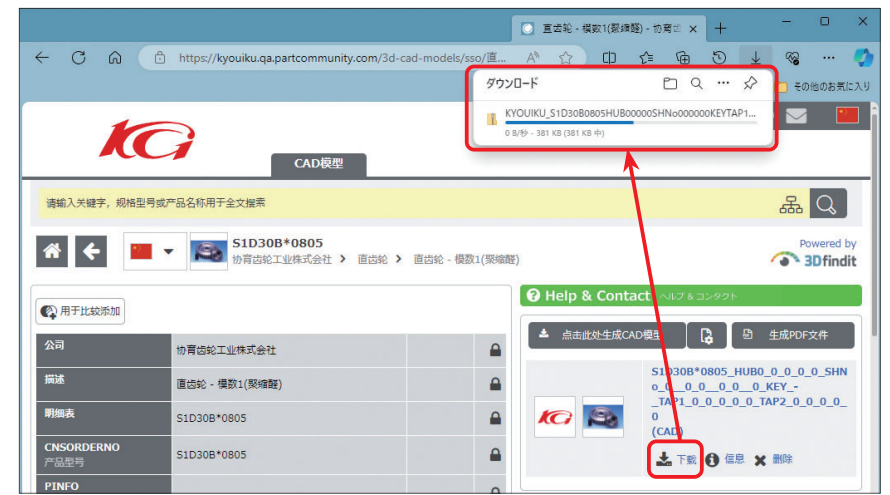 直齿轮 - 模数1(聚缩醛) - 协育齿
https://kyouiku.qa.partcommunity.com/3d-cad-models/sso/直...
ダウンロード
その他のお気に入り
KYOUIKU_S1D30B0805HUB00000SHNo000000KEYTAP1...
0 B/秒 - 381 KB (381 KB 中)
KG
CAD模型
请输入关键字，规格型号或产品名称用于全文搜索
S1D30B*0805
协育齿轮工业株式会社 > 直齿轮 > 直齿轮 - 模数1(聚缩醛)
Powered by
3Dfindit
Help & Contact ヘルプ & コンタクト
用于比较添加
点击此处生成CAD模型
生成PDF文件
公司
协育齿轮工业株式会社
描述
直齿轮 - 模数1(聚缩醛)
明细表
S1D30B*0805
CNSORDERNO
产品型号
S1D30B*0805
PINFO
S1D30B*0805_HUB0_0_0_0_0_SHN
o_0__0_0__0_0__0_KEY_-
_TAP1_0_0_0_0_0_TAP2_0_0_0_0_
0
(CAD)
KG
下载 信息 删除